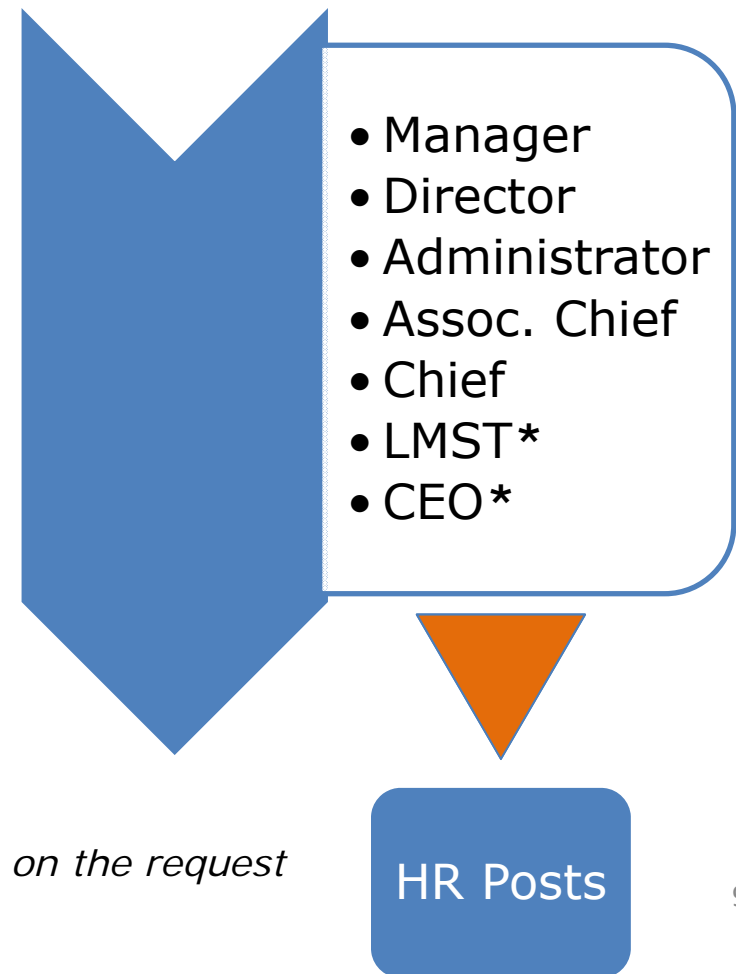 • Manager
• Director
• Administrator
• Assoc. Chief
• Chief
• LMST*
• CEO*
on the request
HR Posts